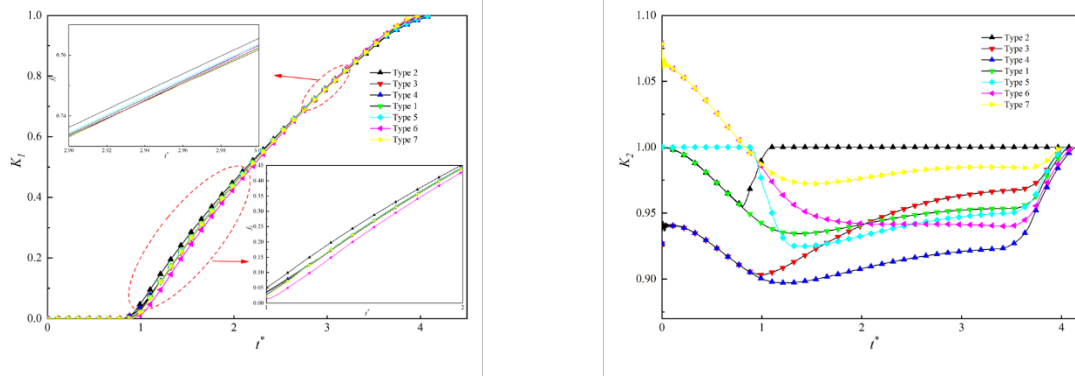 1.0
0.8
0.6
0.4
0.2
0.0
K1
0 1 2 3 4
t*
0.76
0.74
2.90 2.92 2.94 2.96 2.98
t*
Type 2
Type 3
Type 4
Type 1
Type 5
Type 6
Type 7
0.45
0.40
0.35
0.30
0.25
0.20
0.15
0.10
0.05
0.00
1 2
t*
1.10
1.05
1.00
0.95
0.90
K2
0 1 2 3 4
t*
Type 2
Type 3
Type 4
Type 1
Type 5
Type 6
Type 7